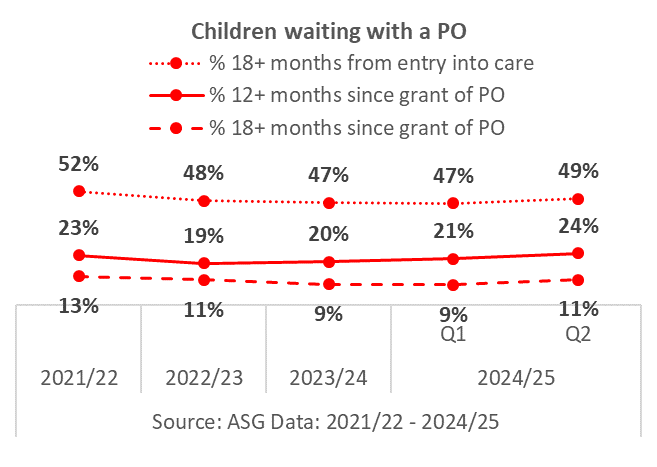 Children waiting with a PO
% 18+ months from entry into care
% 12+ months since grant of PO
% 18+ months since grant of PO
52% 48% 47% 47% 49%
23% 19% 20% 21% 24%
13% 11% 9% 9% 11%
Q1 Q2
2021/22 2022/23 2023/24 2024/25
Source: ASG Data: 2021/22 - 2024/25